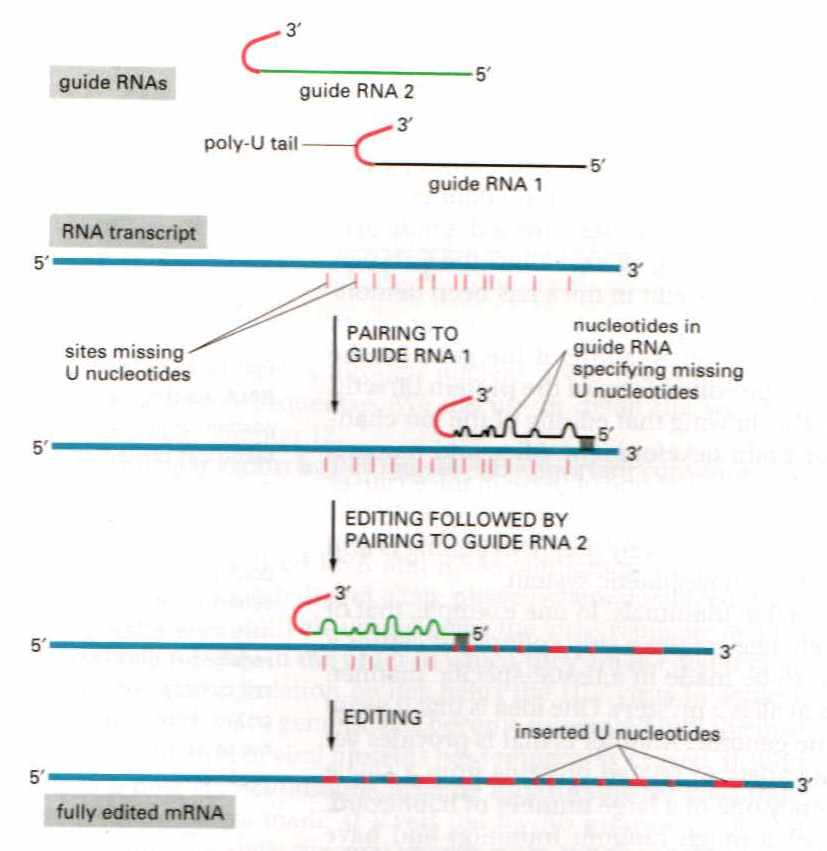 3′
guide RNAs
5′
guide RNA 2
3′
poly-U tail
5′
guide RNA 1
RNA transcript
5′
3′
sites missing
U nucleotides
PAIRING TO
GUIDE RNA 1
nucleotides in
guide RNA
specifying missing
U nucleotides
3′
5′
5′
3′
EDITING FOLLOWED BY
PAIRING TO GUIDE RNA 2
3′
5′
5′
3′
EDITING
inserted U nucleotides
5′
3′
fully edited mRNA